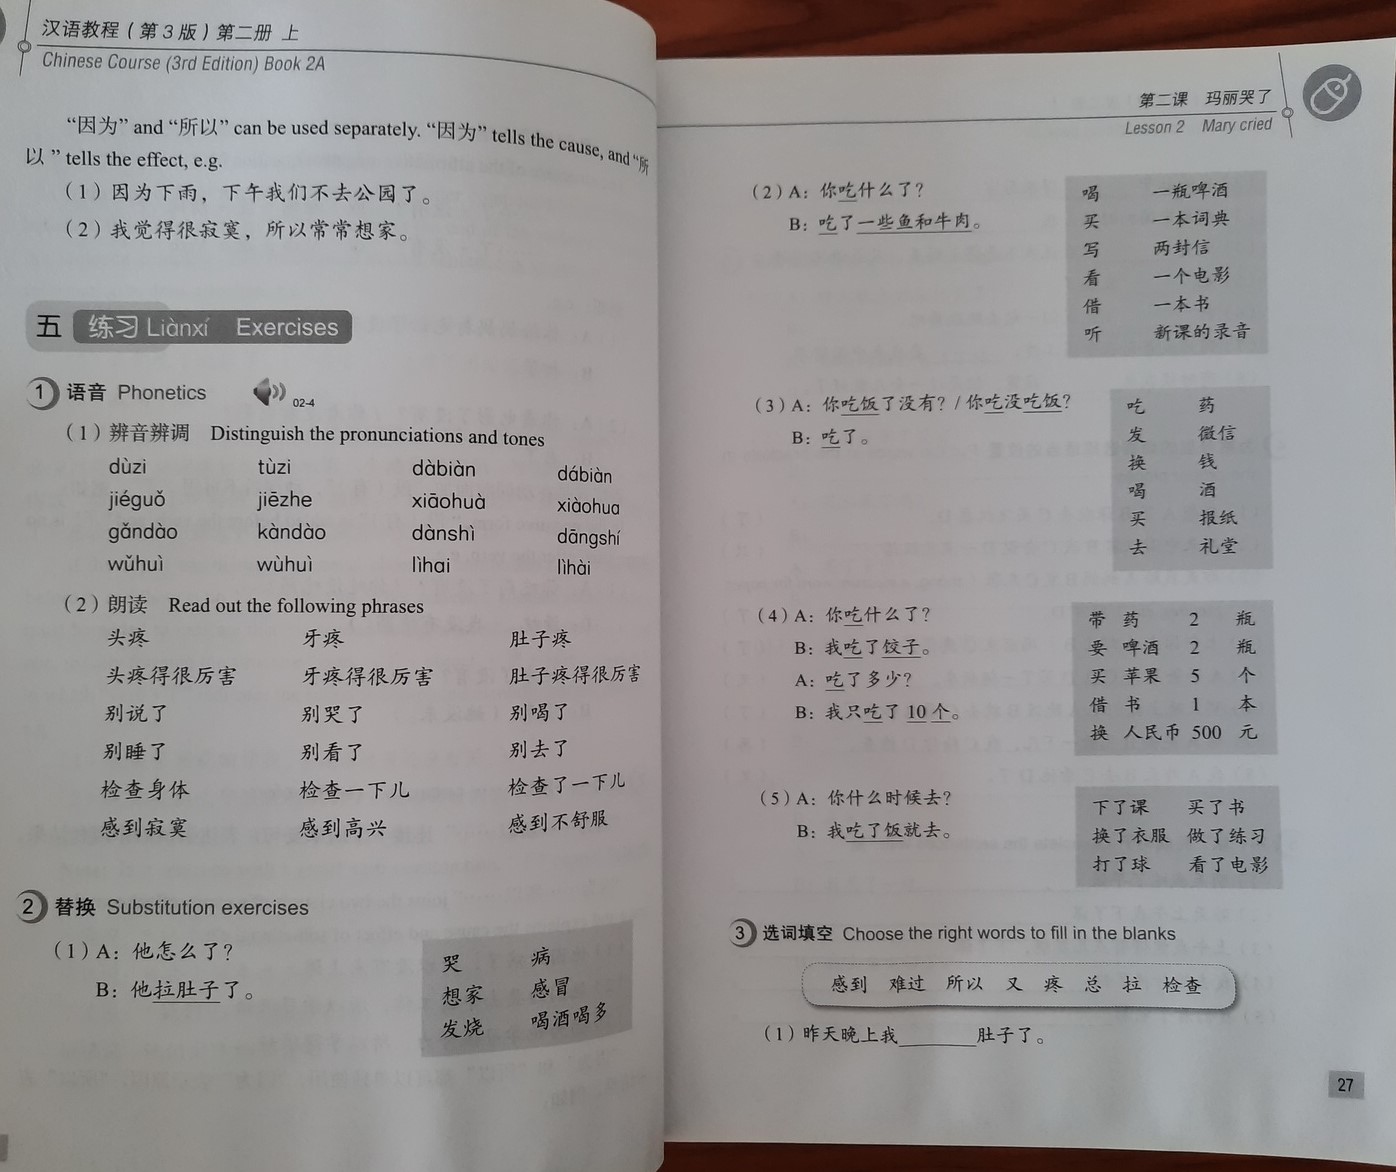 汉语教程(第3版)第二册 上
Chinese Course (3rd Edition) Book 2A
“因为” and “所以” can be used separately. “因为” tells the cause, and “所
以” tells the effect, e.g.
(1)因为下雨，下午我们不去公园了。
(2)我觉得很寂寞，所以常常想家。
五 练习 Liànxí Exercises
1 语音 Phonetics 02-4
(1)辨音辨调 Distinguish the pronunciations and tones
dùzi tùzi dàbiàn dábiàn
jiéguǒ jiēzhe xiāohuà xiàohua
gǎndào kàndào dànshì dāngshí
wǔhuì wùhuì lìhai lìhài
(2)朗读 Read out the following phrases
头疼 牙疼 肚子疼
头疼得很厉害 牙疼得很厉害 肚子疼得很厉害
别说了 别哭了 别喝了
别睡了 别看了 别去了
检查身体 检查一下儿 检查了一下儿
感到寂寞 感到高兴 感到不舒服
2 替换 Substitution exercises
(1)A: 他怎么了?
B: 他拉肚子了。
哭 病
想家 感冒
发烧 喝酒喝多
第二课 玛丽哭了
Lesson 2 Mary cried
(2)A: 你吃什么了?
B: 吃了一些鱼和牛肉。
喝 一瓶啤酒
买 一本词典
写 两封信
看 一个电影
借 一本书
听 新课的录音
(3)A: 你吃饭了没有? / 你吃没吃饭?
B: 吃了。
吃 药
发 微信
换 钱
喝 酒
买 报纸
去 礼堂
(4)A: 你吃什么了?
B: 我吃了饺子。
A: 吃了多少?
B: 我只吃了10个。
带 药 2 瓶
要 啤酒 2 瓶
买 苹果 5 个
借 书 1 本
换 人民币 500 元
(5)A: 你什么时候去?
B: 我吃了饭就去。
下了课 买了书
换了衣服 做了练习
打了球 看了电影
3 选词填空 Choose the right words to fill in the blanks
感到 难过 所以 又 疼 总 拉 检查
(1)昨天晚上我________肚子了。
27